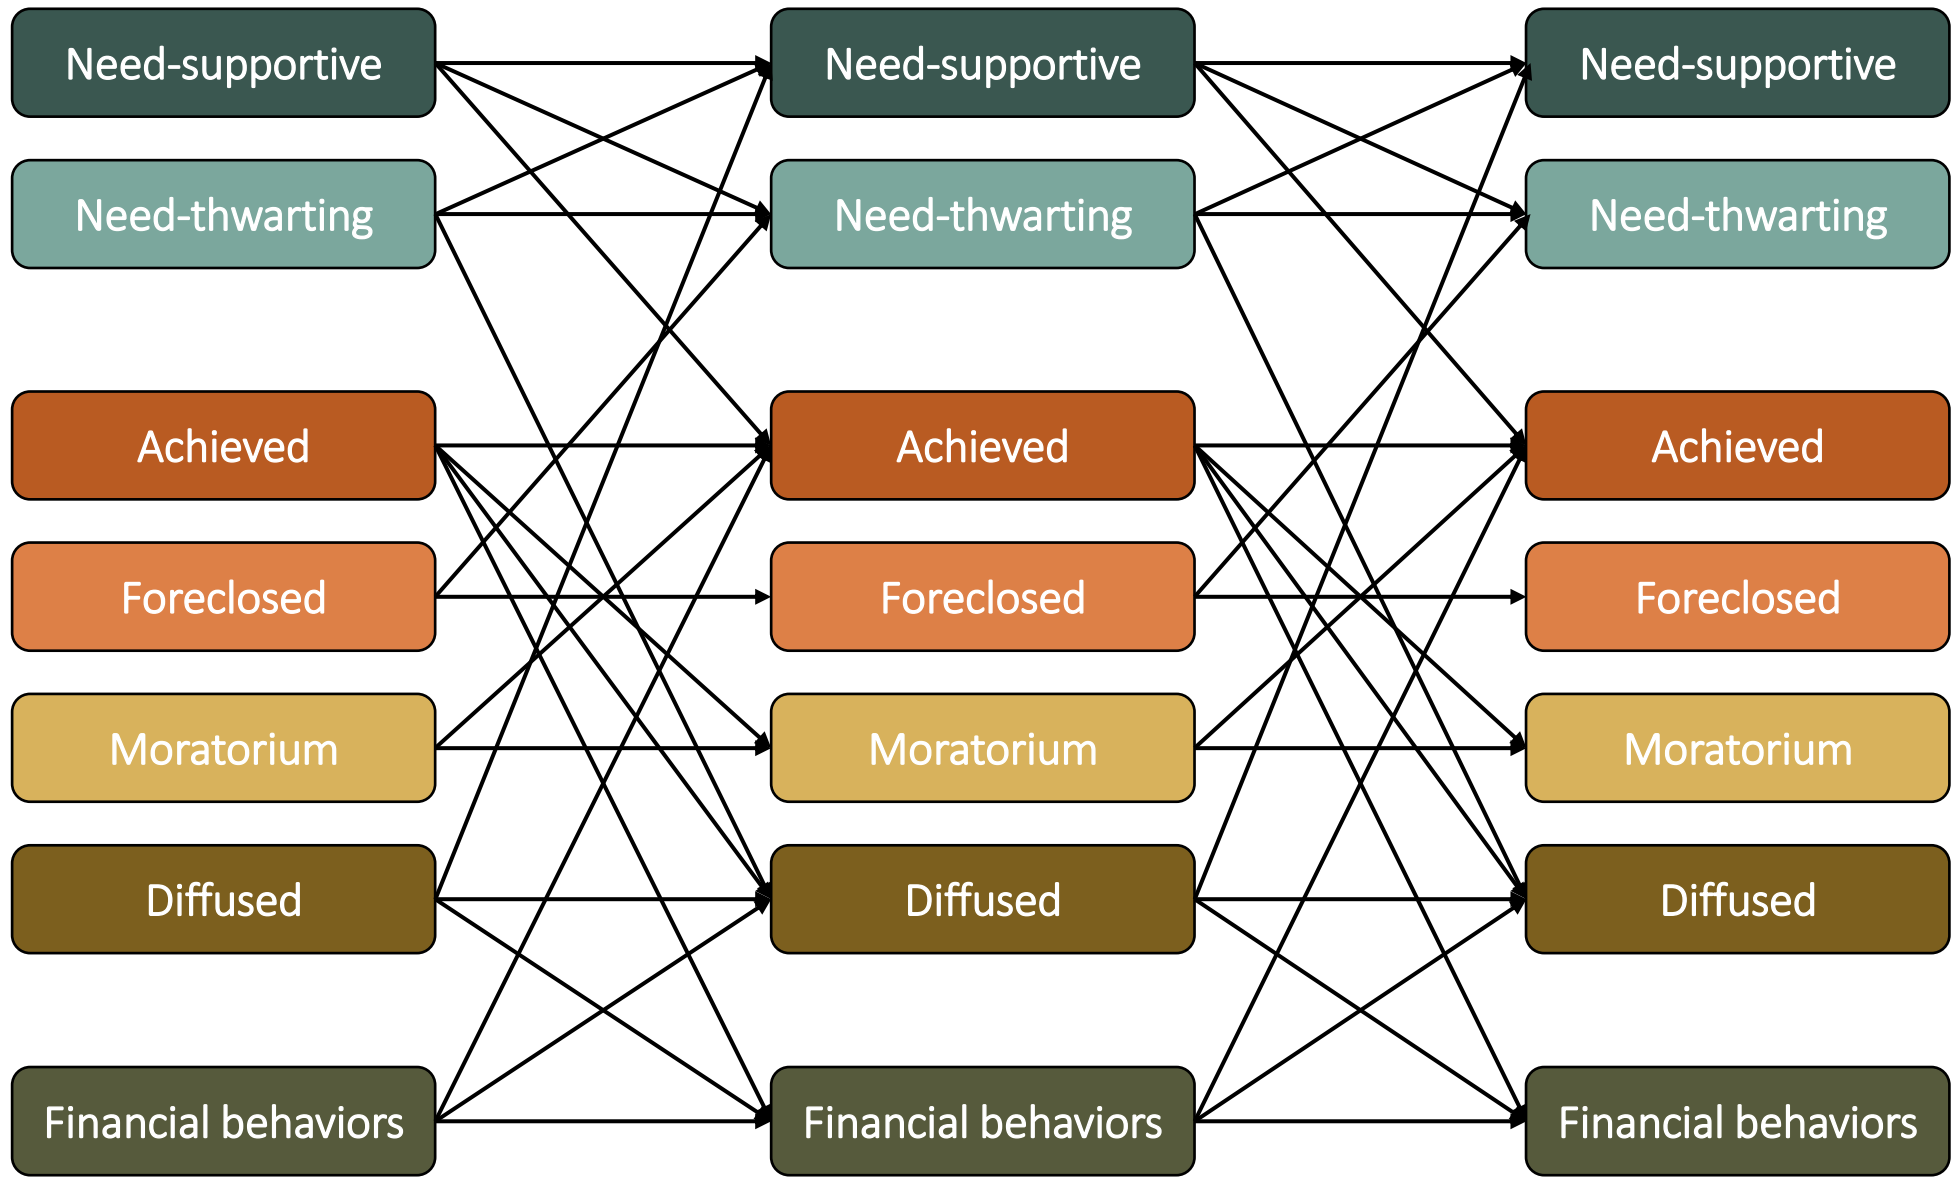 Need-supportive
Need-supportive
Need-supportive
Need-thwarting
Need-thwarting
Need-thwarting
Achieved
Achieved
Achieved
Foreclosed
Foreclosed
Foreclosed
Moratorium
Moratorium
Moratorium
Diffused
Diffused
Diffused
Financial behaviors
Financial behaviors
Financial behaviors